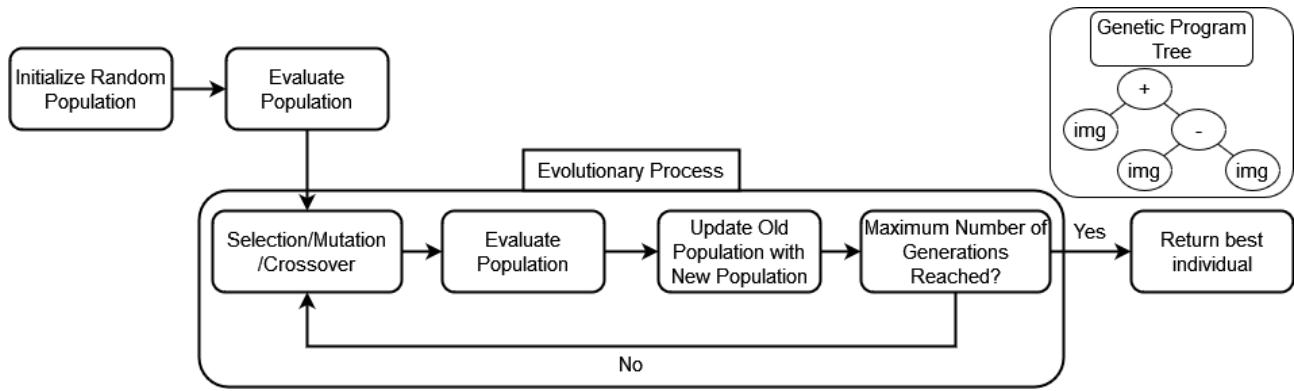 Initialize Random
Population
Evaluate
Population
Genetic Program
Tree
+
img
-
img
img
Evolutionary Process
Selection/Mutation
/Crossover
Evaluate
Population
Update Old
Population with
New Population
Maximum Number of
Generations
Reached?
Yes
Return best
individual
No